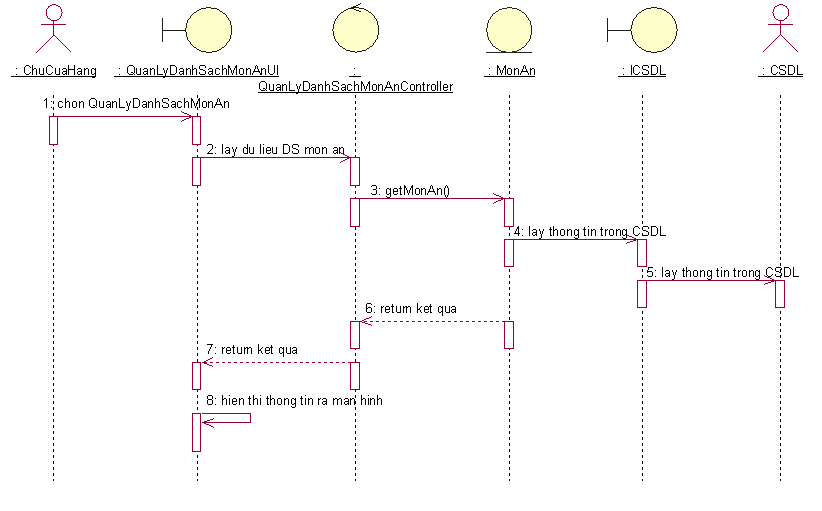 : ChuCuaHang
: QuanLyDanhSachMonAnUI
:
QuanLyDanhSachMonAnController
: MonAn
: ICSDL
: CSDL
1: chon QuanLyDanhSachMonAn
2: lay du lieu DS mon an
3: getMonAn()
4: lay thong tin trong CSDL
5: lay thong tin trong CSDL
6: return ket qua
7: return ket qua
8: hien thi thong tin ra man hinh